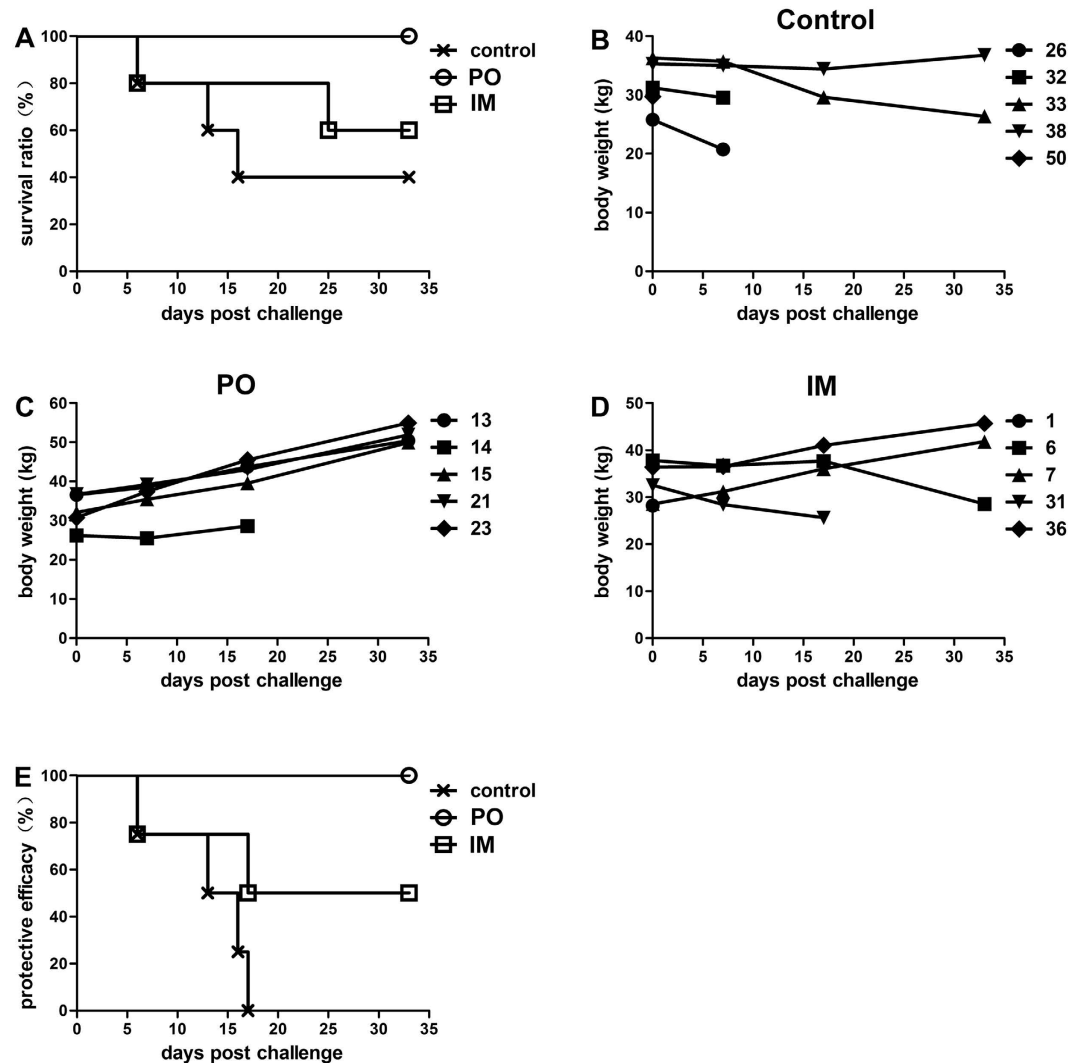 A
survival ratio (%)
100
80
60
40
20
0
0 5 10 15 20 25 30 35
days post challenge
control
PO
IM
Control
B
body weight (kg)
40
30
20
10
0
0 5 10 15 20 25 30 35
days post challenge
26
32
33
38
50
PO
C
body weight (kg)
60
50
40
30
20
10
0
0 5 10 15 20 25 30 35
days post challenge
13
14
15
21
23
IM
D
body weight (kg)
50
40
30
20
10
0
0 5 10 15 20 25 30 35
days post challenge
1
6
7
31
36
E
protective efficacy (%)
100
80
60
40
20
0
0 5 10 15 20 25 30 35
days post challenge
control
PO
IM